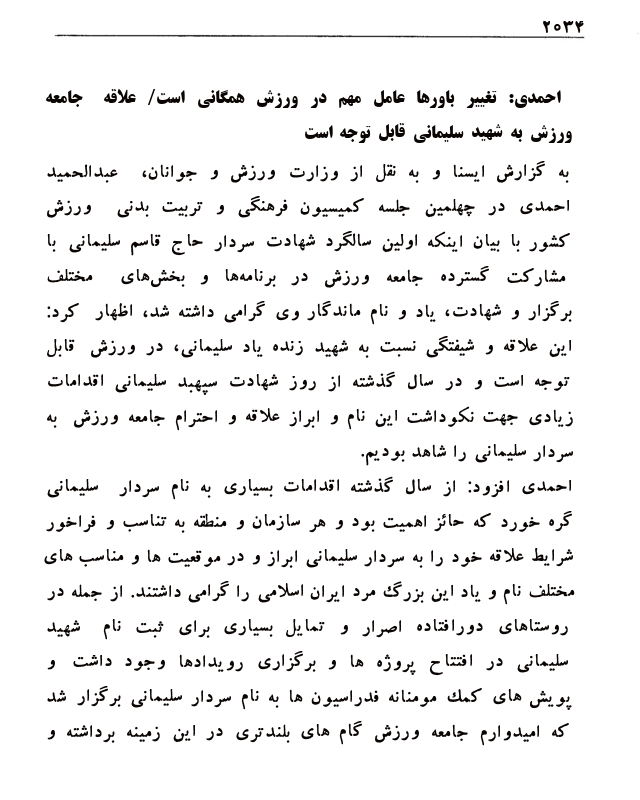 ۲۰۳۴
احمدی: تغییر باورها عامل مهم در ورزش همگانی است/ علاقه جامعه
ورزش به شهید سلیمانی قابل توجه است
به گزارش ایسنا و به نقل از وزارت ورزش و جوانان، عبدالحمید
احمدی در چهلمین جلسه کمیسیون فرهنگی و تربیت بدنی ورزش
کشور با بیان اینکه اولین سالگرد شهادت سردار حاج قاسم سلیمانی با
مشارکت گسترده جامعه ورزش در برنامه‌ها و بخش‌های مختلف
برگزار و شهادت، یاد و نام ماندگار وی گرامی داشته شد، اظهار کرد:
این علاقه و شیفتگی نسبت به شهید زنده یاد سلیمانی، در ورزش قابل
توجه است و در سال گذشته از روز شهادت سپهبد سلیمانی اقدامات
زیادی جهت نکوداشت این نام و ابراز علاقه و احترام جامعه ورزش به
سردار سلیمانی را شاهد بودیم.
احمدی افزود: از سال گذشته اقدامات بسیاری به نام سردار سلیمانی
گره خورد که حائز اهمیت بود و هر سازمان و منطقه به تناسب و فراخور
شرایط علاقه خود را به سردار سلیمانی ابراز و در موقعیت ها و مناسب های
مختلف نام و یاد این بزرگ مرد ایران اسلامی را گرامی داشتند. از جمله در
روستاهای دورافتاده اصرار و تمایل بسیاری برای ثبت نام شهید
سلیمانی در افتتاح پروژه ها و برگزاری رویدادها وجود داشت و
پویش های کمک مومنانه فدراسیون ها به نام سردار سلیمانی برگزار شد
که امیدوارم جامعه ورزش گام های بلندتری در این زمینه برداشته و